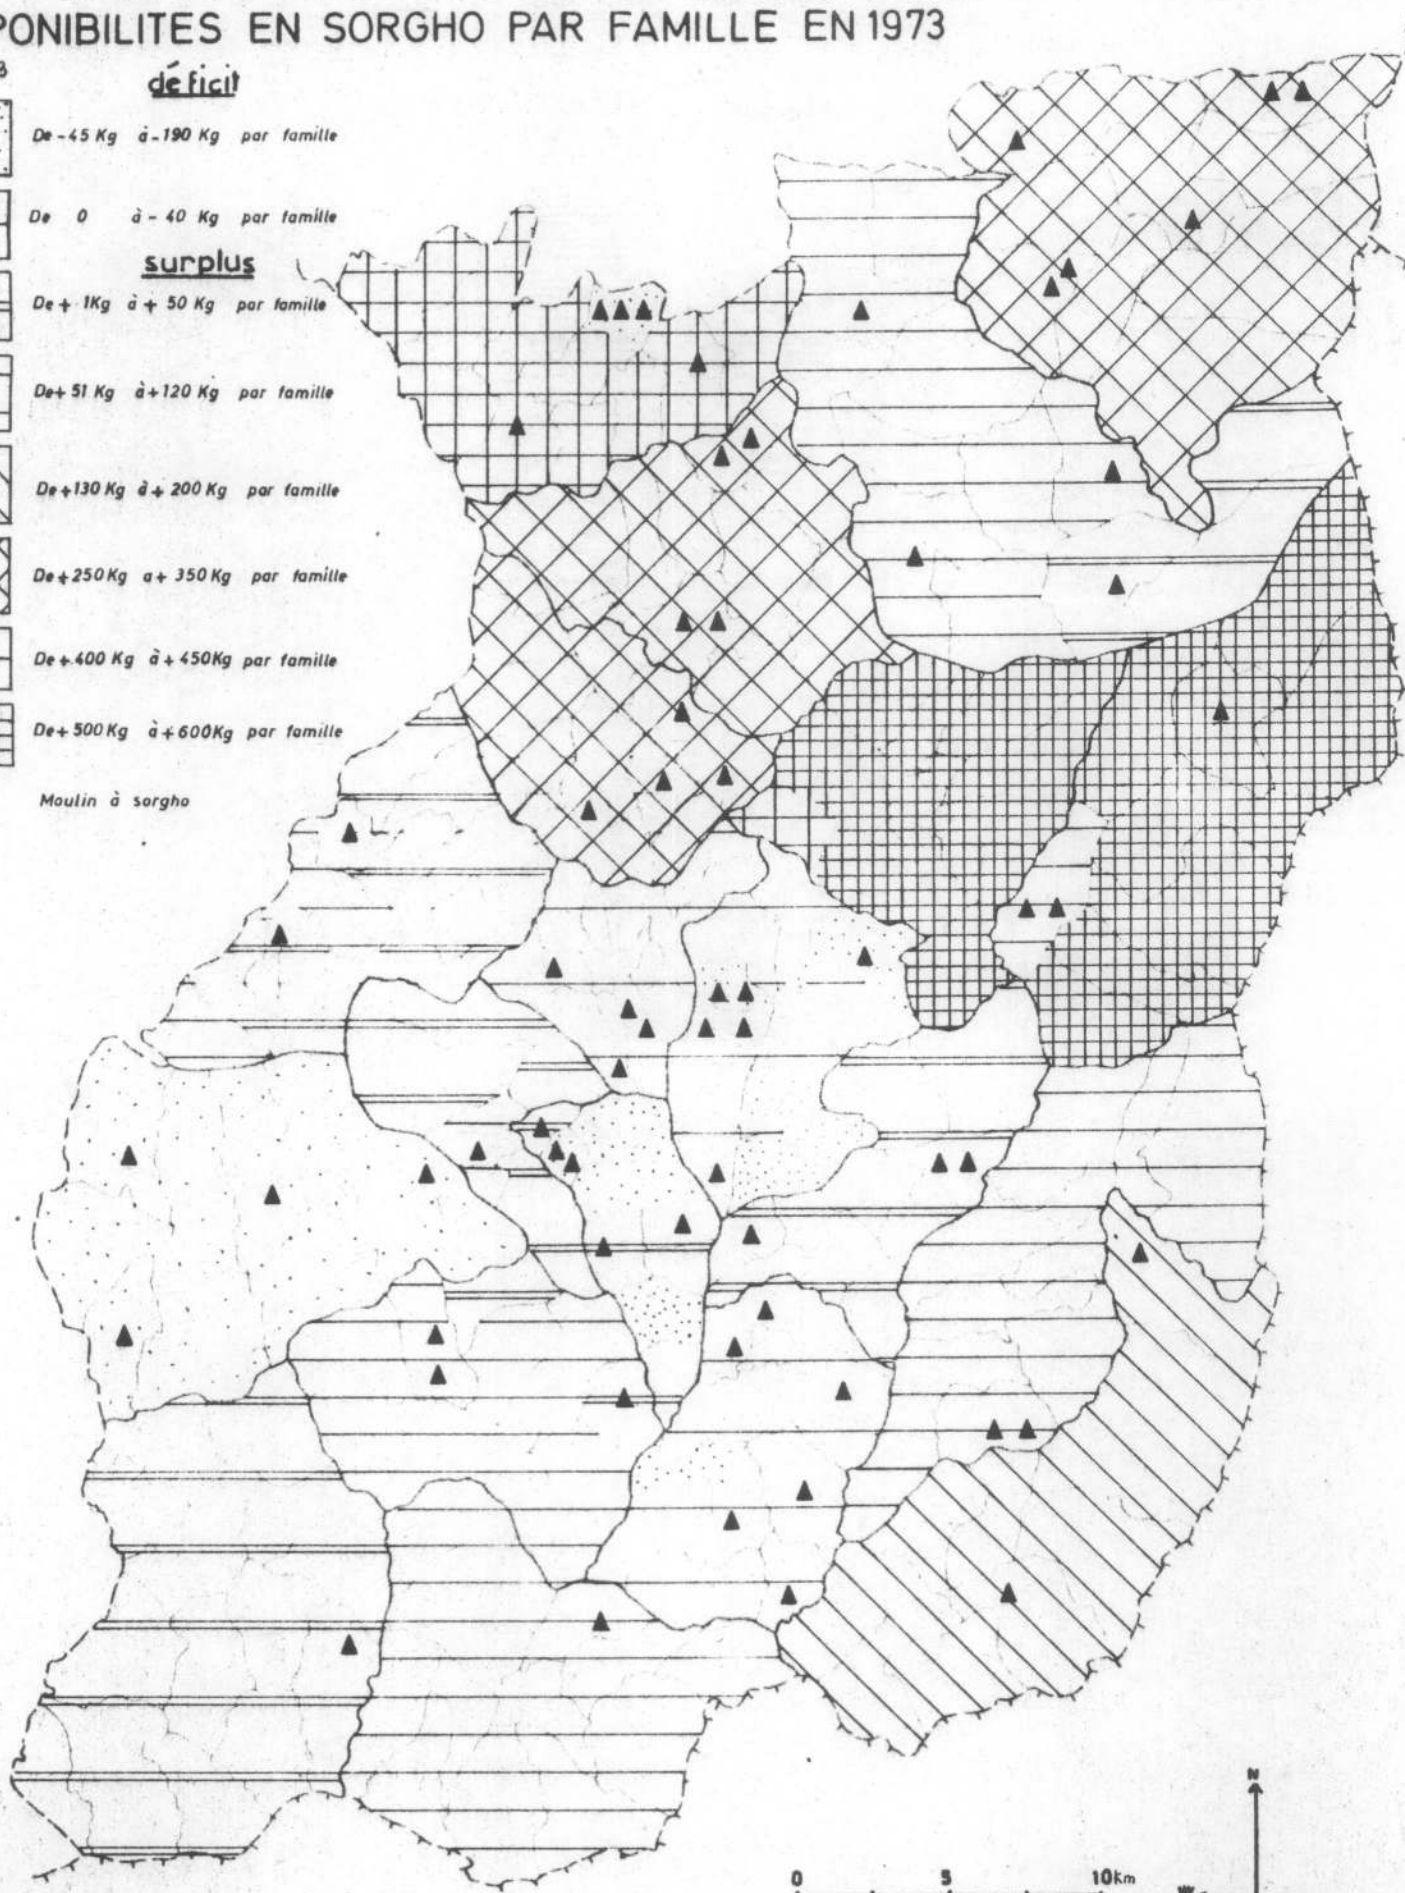 PONIBILITES EN SORGHO PAR FAMILLE EN 1973
déficit
De -45 Kg à -190 Kg par famille
De 0 à - 40 Kg par famille
surplus
De + 1Kg à + 50 Kg par famille
De + 51 Kg à +120 Kg par famille
De +130 Kg à + 200 Kg par famille
De +250 Kg a + 350 Kg par famille
De +400 Kg à + 450 Kg par famille
De + 500 Kg à +600Kg par famille
Moulin à sorgho
N
0 5 10km